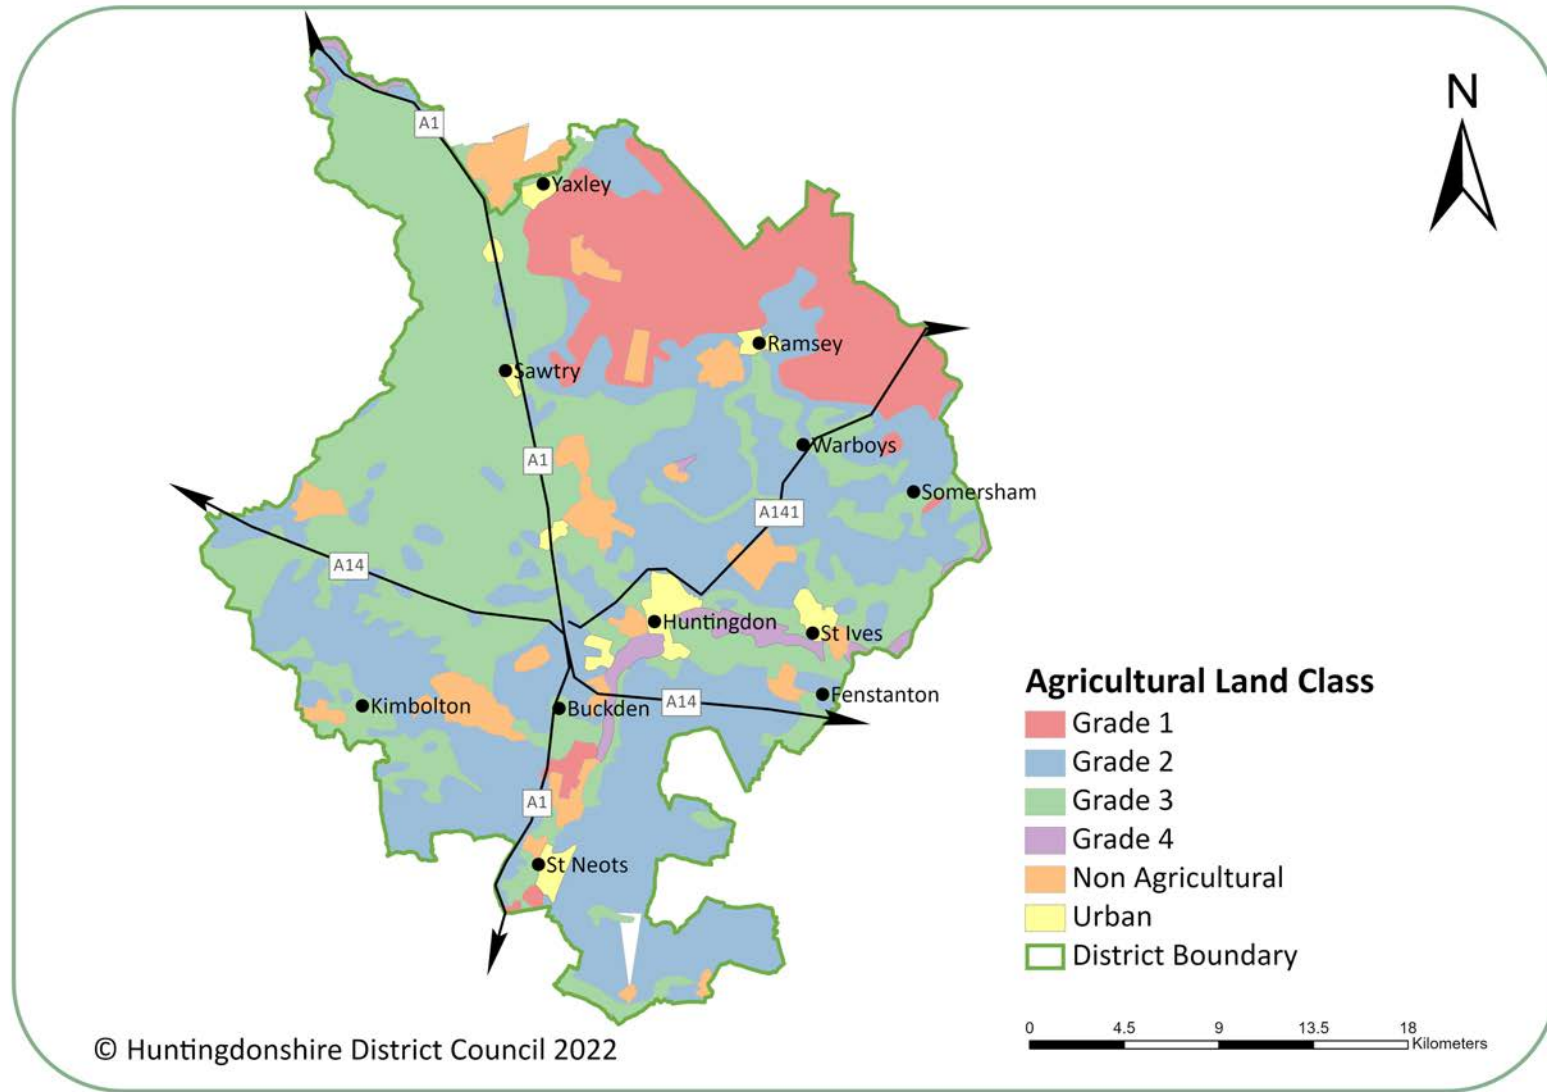 N
A1
Yaxley
Ramsey
Sawtry
Warboys
A1
Somersham
A141
A14
Huntingdon
St Ives
Kimbolton
Buckden
A14
Fenstanton
A1
St Neots
Agricultural Land Class
Grade 1
Grade 2
Grade 3
Grade 4
Non Agricultural
Urban
District Boundary
0 4.5 9 13.5 18
Kilometers
© Huntingdonshire District Council 2022